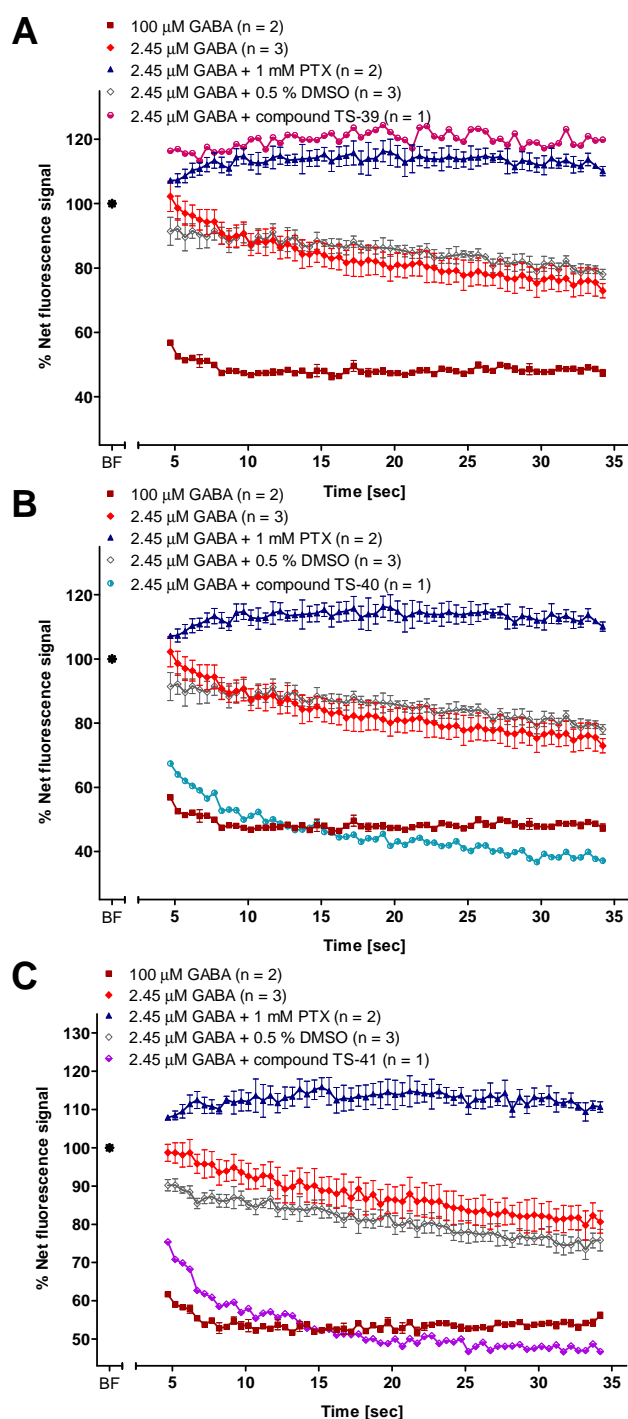 A
100 μM GABA (n = 2)
2.45 μM GABA (n = 3)
2.45 μM GABA + 1 mM PTX (n = 2)
2.45 μM GABA + 0.5 % DMSO (n = 3)
2.45 μM GABA + compound TS-39 (n = 1)
120
100
80
60
40
% Net fluorescence signal
BF
5
10
15
20
25
30
35
Time [sec]
B
100 μM GABA (n = 2)
2.45 μM GABA (n = 3)
2.45 μM GABA + 1 mM PTX (n = 2)
2.45 μM GABA + 0.5 % DMSO (n = 3)
2.45 μM GABA + compound TS-40 (n = 1)
120
100
80
60
40
% Net fluorescence signal
BF
5
10
15
20
25
30
35
Time [sec]
C
100 μM GABA (n = 2)
2.45 μM GABA (n = 3)
2.45 μM GABA + 1 mM PTX (n = 2)
2.45 μM GABA + 0.5 % DMSO (n = 3)
2.45 μM GABA + compound TS-41 (n = 1)
130
120
110
100
90
80
70
60
50
% Net fluorescence signal
BF
5
10
15
20
25
30
35
Time [sec]